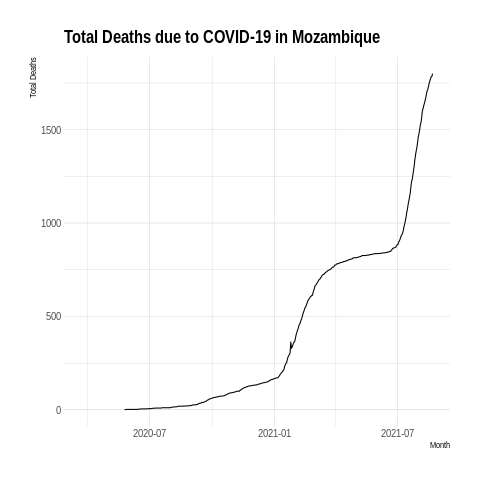 Total Deaths due to COVID-19 in Mozambique
Total Deaths
1500
1000
500
0
2020-07 2021-01 2021-07
Month